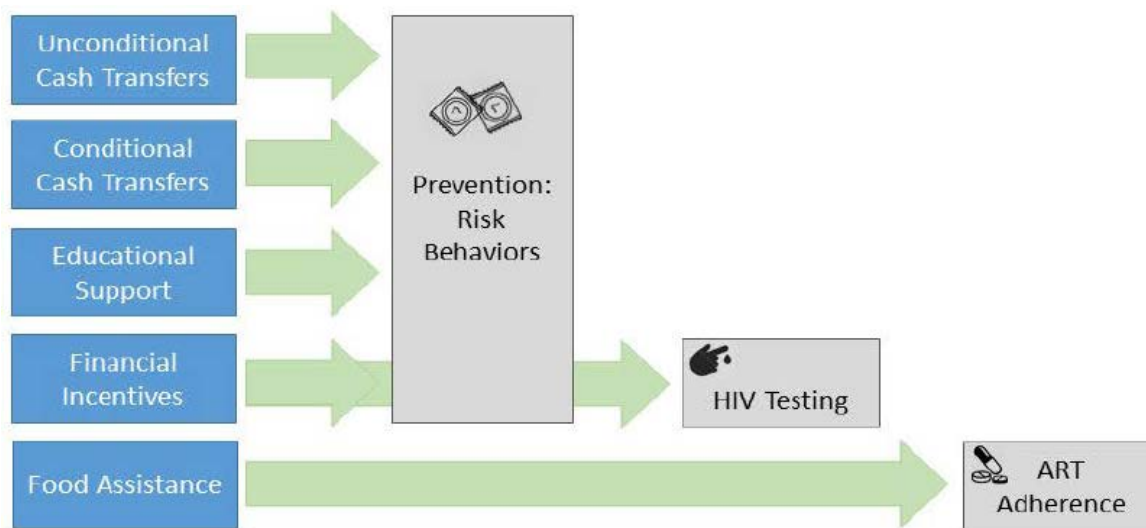 Unconditional
Cash Transfers
Conditional
Cash Transfers
Educational
Support
Financial
Incentives
Food Assistance
Prevention:
Risk
Behaviors
HIV Testing
ART
Adherence